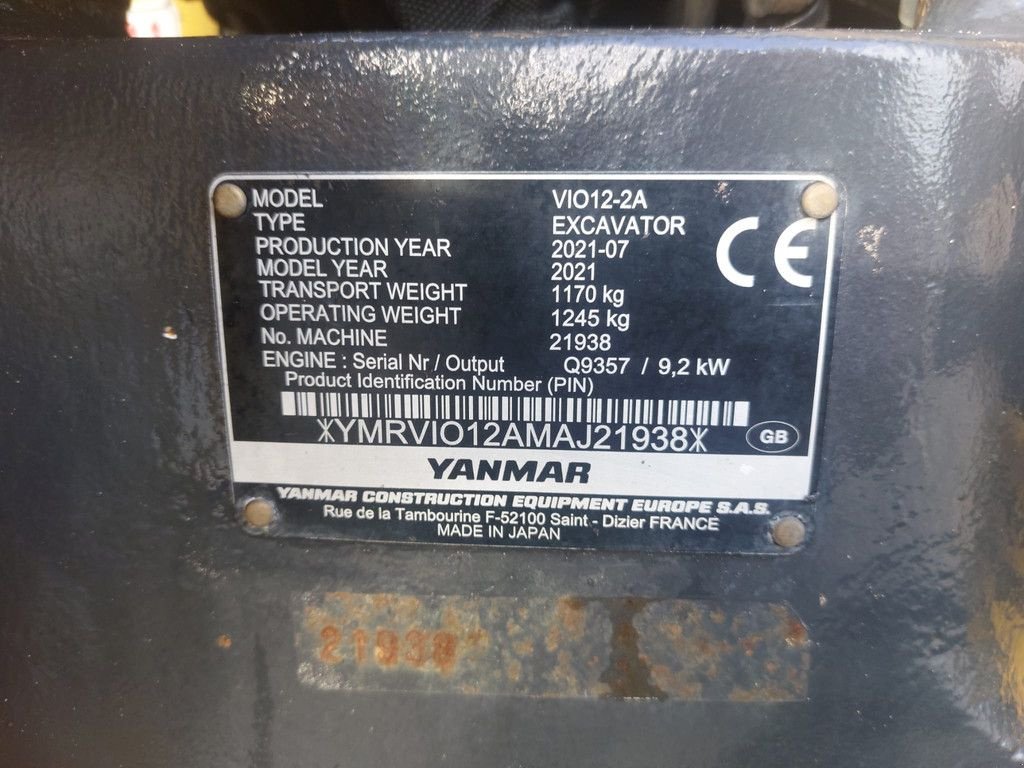 MODEL VIO12-2A
TYPE EXCAVATOR
PRODUCTION YEAR 2021-07
MODEL YEAR 2021
TRANSPORT WEIGHT 1170 kg
OPERATING WEIGHT 1245 kg
No. MACHINE 21938
ENGINE : Serial Nr / Output Q9357 / 9,2 kW
Product Identification Number (PIN)
CE
*YMRVIO12AMAJ21938*
GB
YANMAR
YANMAR CONSTRUCTION EQUIPMENT EUROPE S.A.S.
Rue de la Tambourine F-52100 Saint - Dizier FRANCE
MADE IN JAPAN
21938